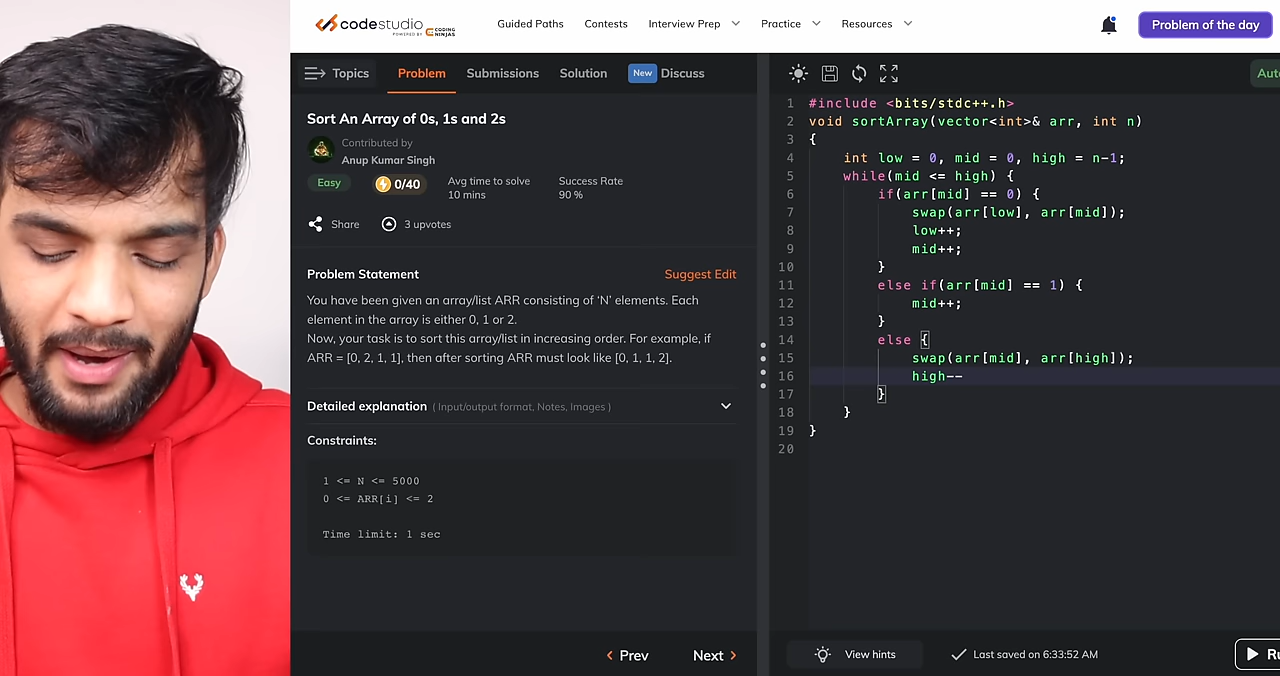 codestudio
POWERED BY CODING NINJAS
Guided Paths Contests Interview Prep Practice Resources Problem of the day
Topics Problem Submissions Solution New Discuss
Sort An Array of 0s, 1s and 2s
Contributed by
Anup Kumar Singh
Easy 0/40 Avg time to solve
10 mins
Success Rate
90 %
Share 3 upvotes
Problem Statement Suggest Edit
You have been given an array/list ARR consisting of ‘N’ elements. Each
element in the array is either 0, 1 or 2.
Now, your task is to sort this array/list in increasing order. For example, if
ARR = [0, 2, 1, 1], then after sorting ARR must look like [0, 1, 1, 2].
Detailed explanation ( Input/output format, Notes, Images )
Constraints:
1 <= N <= 5000
0 <= ARR[i] <= 2
Time limit: 1 sec
Prev Next
Auto
1 #include <bits/stdc++.h>
2 void sortArray(vector<int>& arr, int n)
3 {
4 int low = 0, mid = 0, high = n-1;
5 while(mid <= high) {
6 if(arr[mid] == 0) {
7 swap(arr[low], arr[mid]);
8 low++;
9 mid++;
10 }
11 else if(arr[mid] == 1) {
12 mid++;
13 }
14 else {
15 swap(arr[mid], arr[high]);
16 high--
17 }
18 }
19 }
20
View hints Last saved on 6:33:52 AM Ru